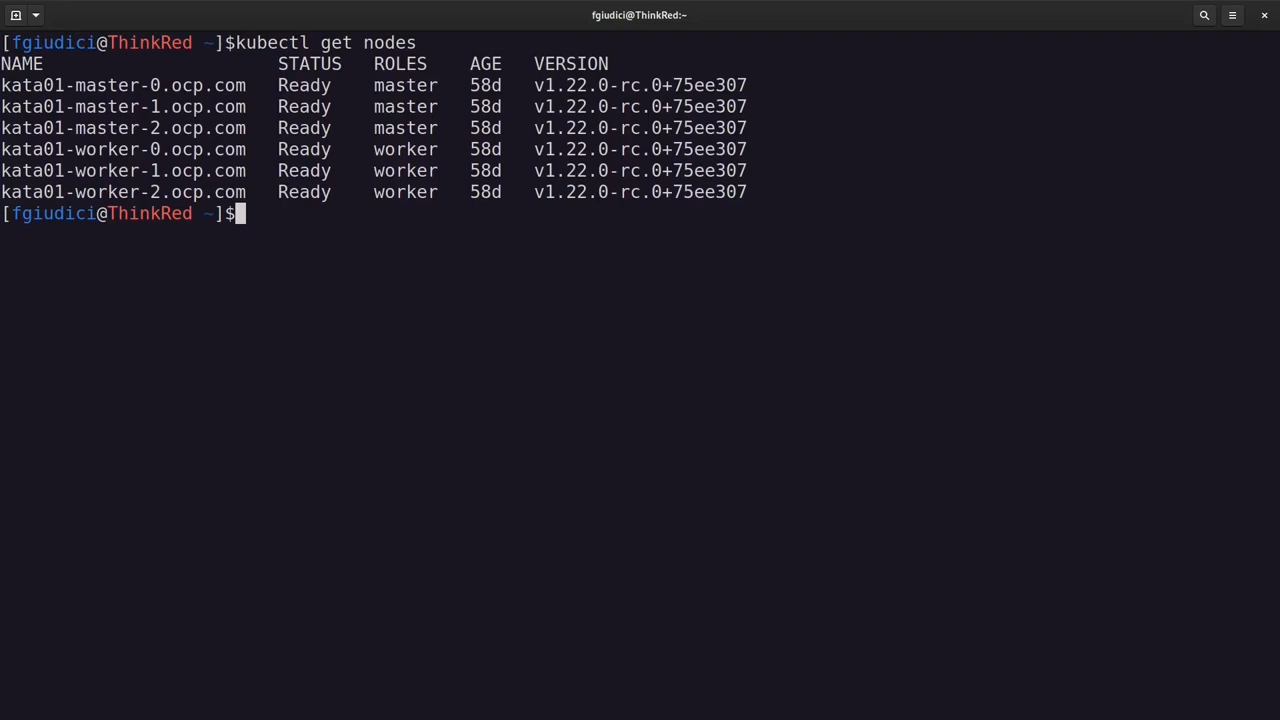 fgiudici@ThinkRed:~
[fgiudici@ThinkRed ~]$kubectl get nodes
NAME                      STATUS   ROLES    AGE   VERSION
kata01-master-0.ocp.com   Ready    master   58d   v1.22.0-rc.0+75ee307
kata01-master-1.ocp.com   Ready    master   58d   v1.22.0-rc.0+75ee307
kata01-master-2.ocp.com   Ready    master   58d   v1.22.0-rc.0+75ee307
kata01-worker-0.ocp.com   Ready    worker   58d   v1.22.0-rc.0+75ee307
kata01-worker-1.ocp.com   Ready    worker   58d   v1.22.0-rc.0+75ee307
kata01-worker-2.ocp.com   Ready    worker   58d   v1.22.0-rc.0+75ee307
[fgiudici@ThinkRed ~]$